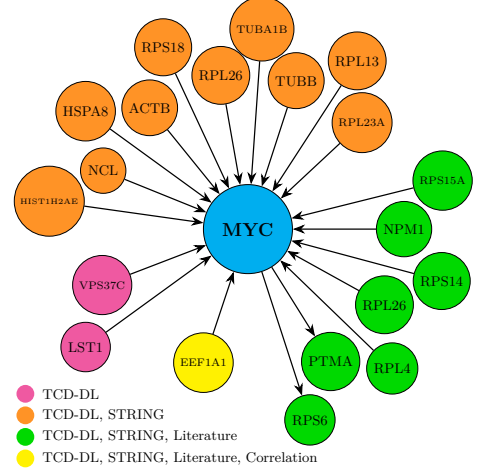 TUBA1B
RPS18
RPL13
RPL26
TUBB
HSPA8
ACTB
RPL23A
NCL
RPS15A
HIST1H2AE
MYC
NPM1
VPS37C
RPS14
RPL26
LST1
EEF1A1
PTMA
RPL4
RPS6
TCD-DL
TCD-DL, STRING
TCD-DL, STRING, Literature
TCD-DL, STRING, Literature, Correlation